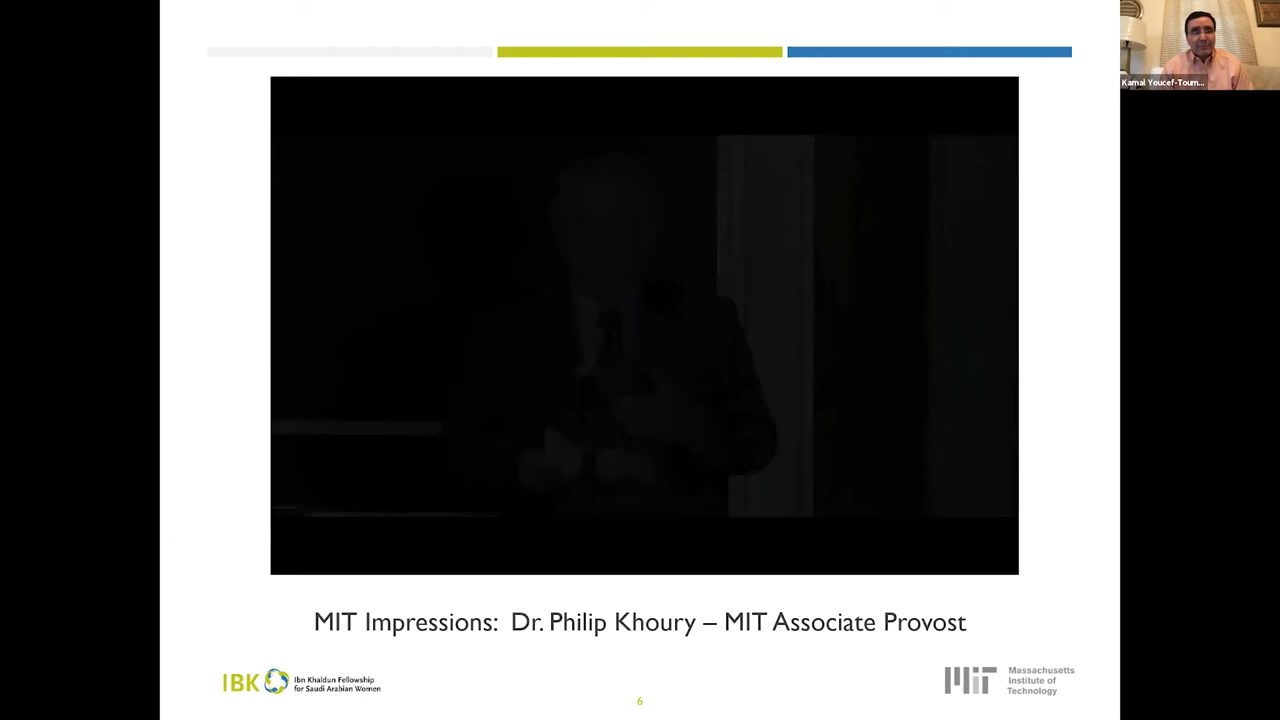 Kamal Youcef-Toum...
MIT Impressions: Dr. Philip Khoury – MIT Associate Provost
IBK Ibn Khaldun Fellowship
for Saudi Arabian Women
MIT Massachusetts
Institute of
Technology
6